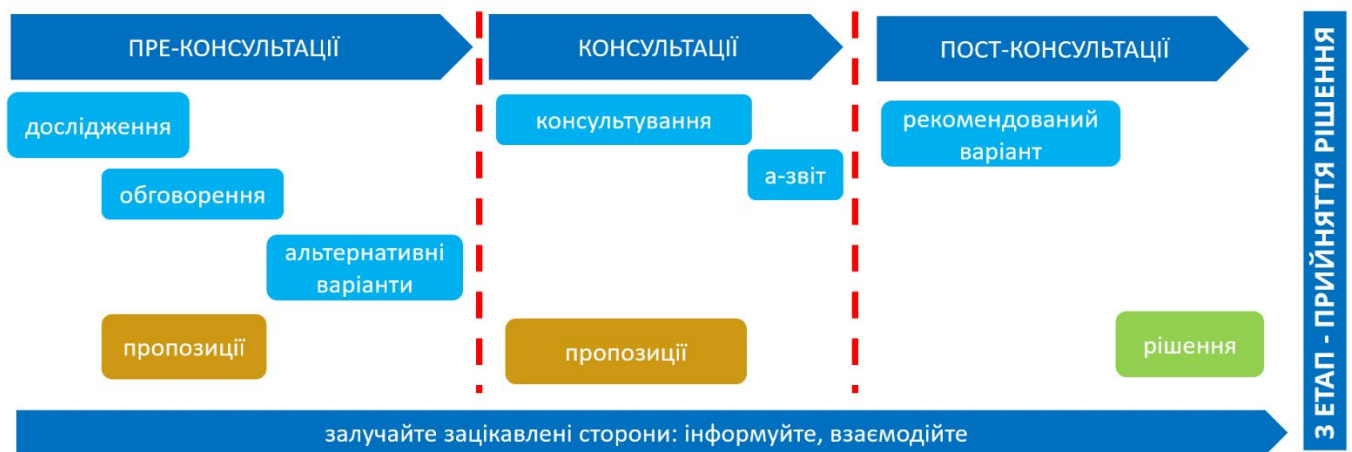 ПРЕ-КОНСУЛЬТАЦІЇ
КОНСУЛЬТАЦІЇ
ПОСТ-КОНСУЛЬТАЦІЇ
дослідження
обговорення
альтернативні
варіанти
пропозиції
консультування
а-звіт
пропозиції
рекомендований
варіант
рішення
залучайте зацікавлені сторони: інформуйте, взаємодійте
3 ЕТАП - ПРИЙНЯТТЯ РІШЕННЯ